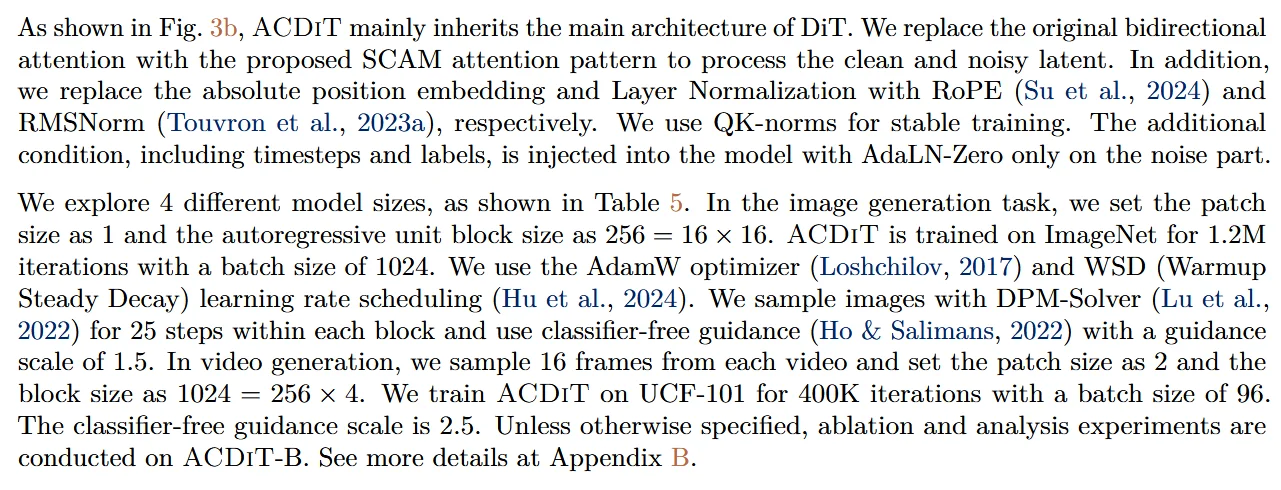 As shown in Fig. 3b, ACDIT mainly inherits the main architecture of DiT. We replace the original bidirectional
attention with the proposed SCAM attention pattern to process the clean and noisy latent. In addition,
we replace the absolute position embedding and Layer Normalization with RoPE (Su et al., 2024) and
RMSNorm (Touvron et al., 2023a), respectively. We use QK-norms for stable training. The additional
condition, including timesteps and labels, is injected into the model with AdaLN-Zero only on the noise part.
We explore 4 different model sizes, as shown in Table 5. In the image generation task, we set the patch
size as 1 and the autoregressive unit block size as 256 = 16 × 16. ACDIT is trained on ImageNet for 1.2M
iterations with a batch size of 1024. We use the AdamW optimizer (Loshchilov, 2017) and WSD (Warmup
Steady Decay) learning rate scheduling (Hu et al., 2024). We sample images with DPM-Solver (Lu et al.,
2022) for 25 steps within each block and use classifier-free guidance (Ho & Salimans, 2022) with a guidance
scale of 1.5. In video generation, we sample 16 frames from each video and set the patch size as 2 and the
block size as 1024 = 256 × 4. We train ACDIT on UCF-101 for 400K iterations with a batch size of 96.
The classifier-free guidance scale is 2.5. Unless otherwise specified, ablation and analysis experiments are
conducted on ACDIT-B. See more details at Appendix B.